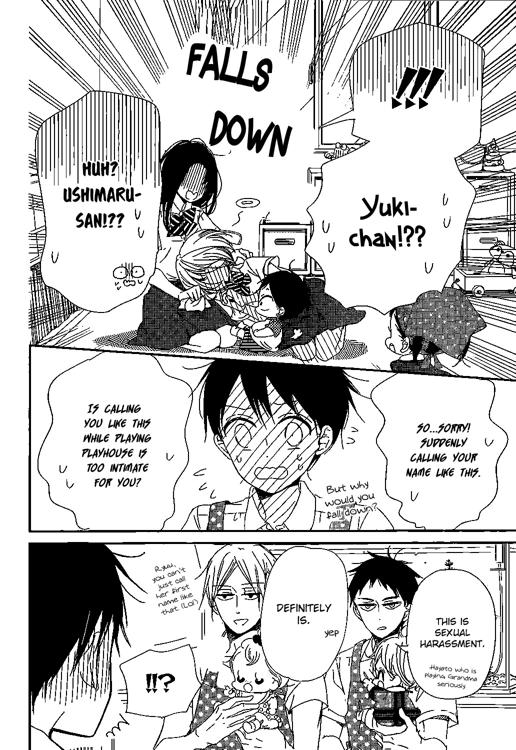 !!!
Yuki-
chan!??
FALLS
DOWN
HUH?
USHIMARU-
SAN!??
SO...SORRY!
SUDDENLY
CALLING YOUR
NAME LIKE THIS.
But why
would you
fall down?
IS CALLING
YOU LIKE THIS
WHILE PLAYING
PLAYHOUSE IS
TOO INTIMATE
FOR YOU?
THIS IS
SEXUAL
HARASSMENT.
Hayato who is
playing Grandma
seriously
DEFINITELY
IS.
yep
Ryuu,
you can't
just call
her first
name like
that (Lol)
!!?